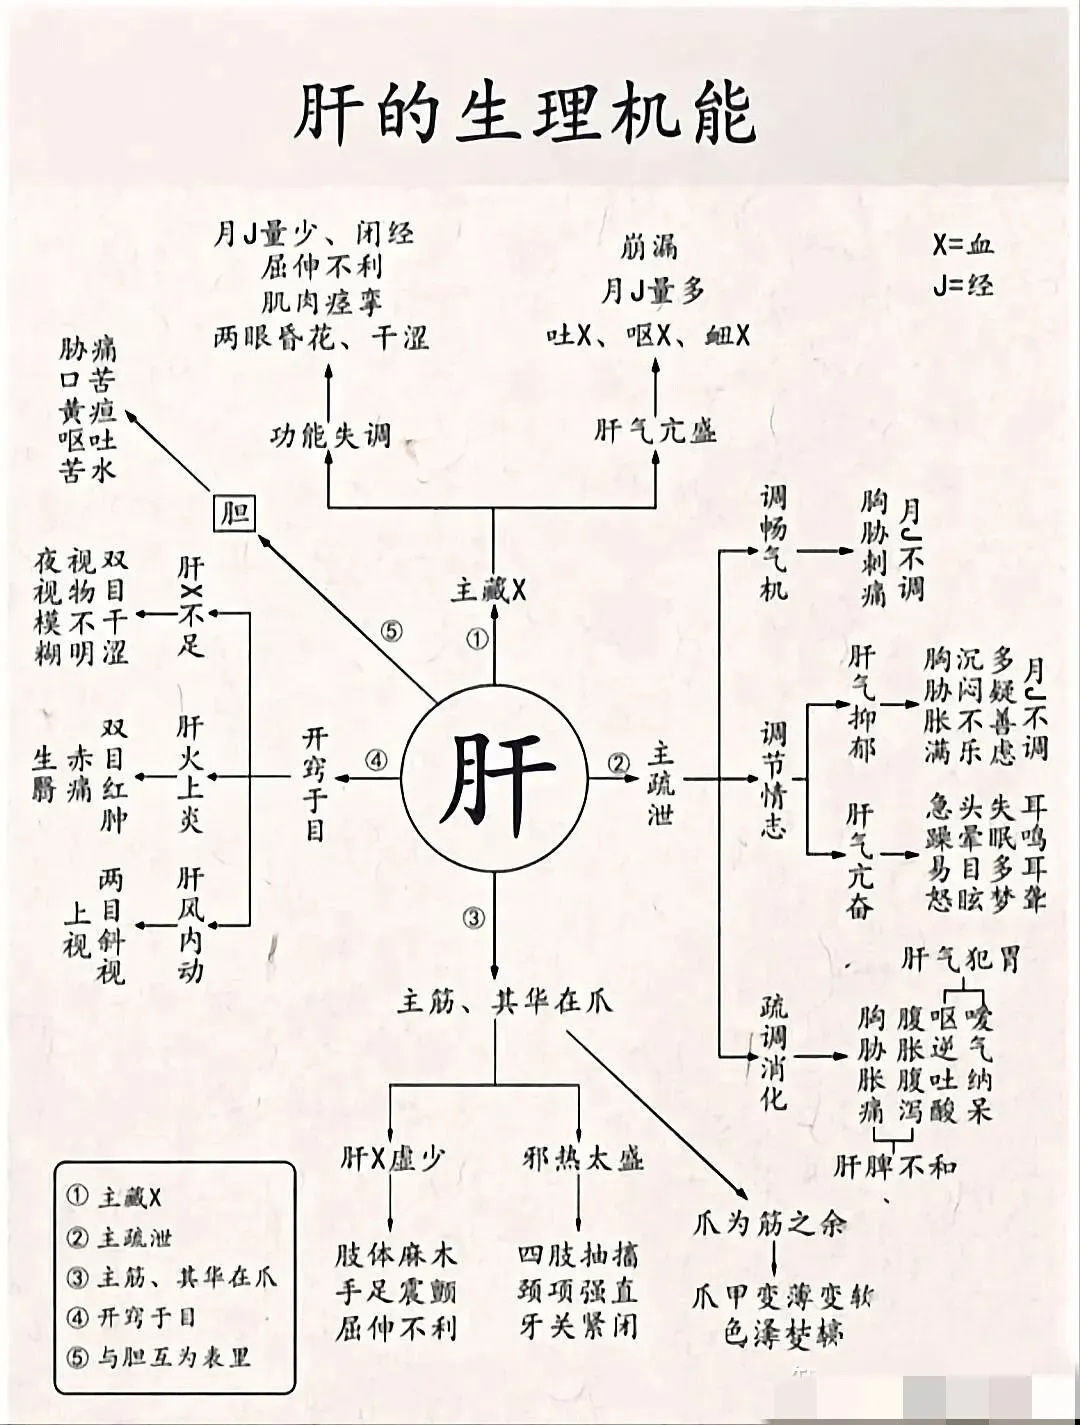 肝的生理机能
X=血
J=经
月J量少、闭经
屈伸不利
肌肉痉挛
两眼昏花、干涩
崩漏
月J量多
吐X、呕X、衄X
功能失调
肝气亢盛
主藏X
①
胁痛
口苦
黄疸
呕吐
苦水
胆
⑤
肝X不足
双目干涩
视物不明
夜视模糊
肝火上炎
双目红肿
赤痛
生翳
肝风内动
两目斜视
上视
开窍于目
④
肝
②
主疏泄
调畅气机
胸胁刺痛
月J不调
调节情志
肝气抑郁
胸胁胀满
沉闷不乐
多疑善虑
月J不调
肝气亢奋
急躁易怒
头晕目眩
失眠多梦
耳鸣耳聋
疏调消化
肝气犯胃
胸胁胀痛
腹胀腹泻
呕逆吐酸
嗳气纳呆
肝脾不和
③
主筋、其华在爪
肝X虚少
肢体麻木
手足震颤
屈伸不利
邪热太盛
四肢抽搐
颈项强直
牙关紧闭
爪为筋之余
爪甲变薄变软
色泽枯
① 主藏X
② 主疏泄
③ 主筋、其华在爪
④ 开窍于目
⑤ 与胆互为表里